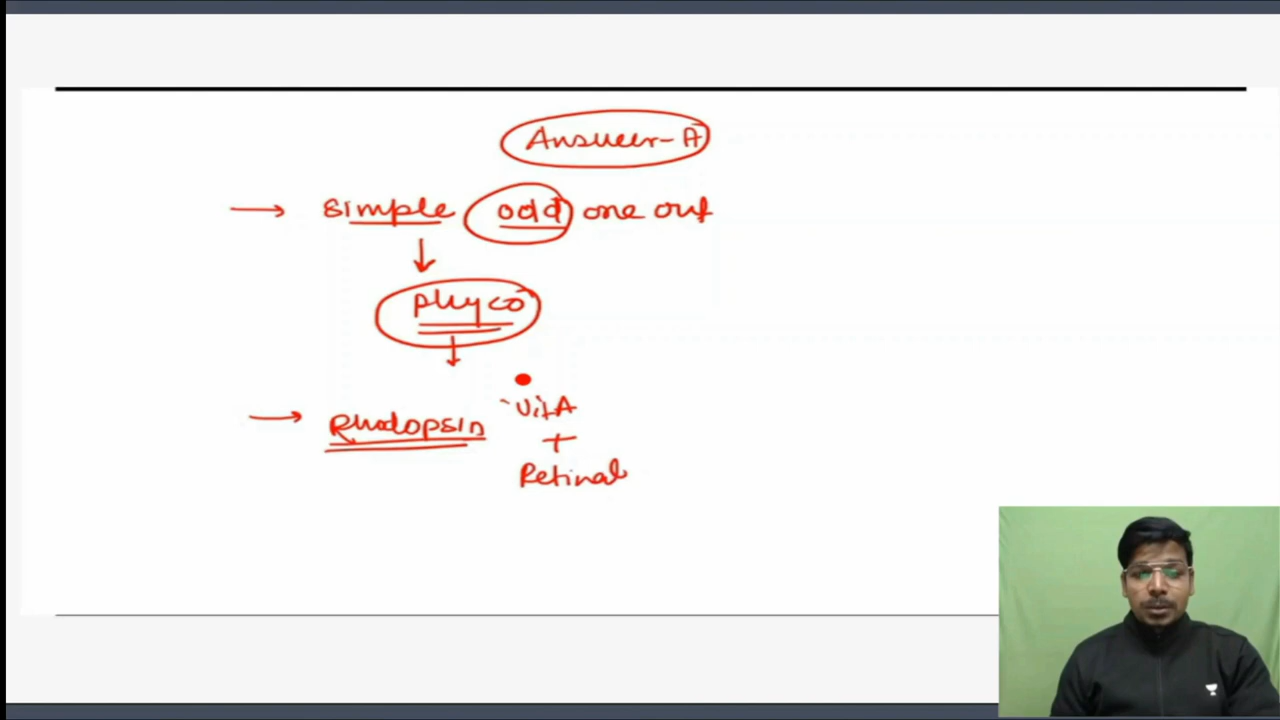 Answer-A
→ simple odd one out
↓
phyco
↓
→ Rhodopsin
Vit A
+
Retinal